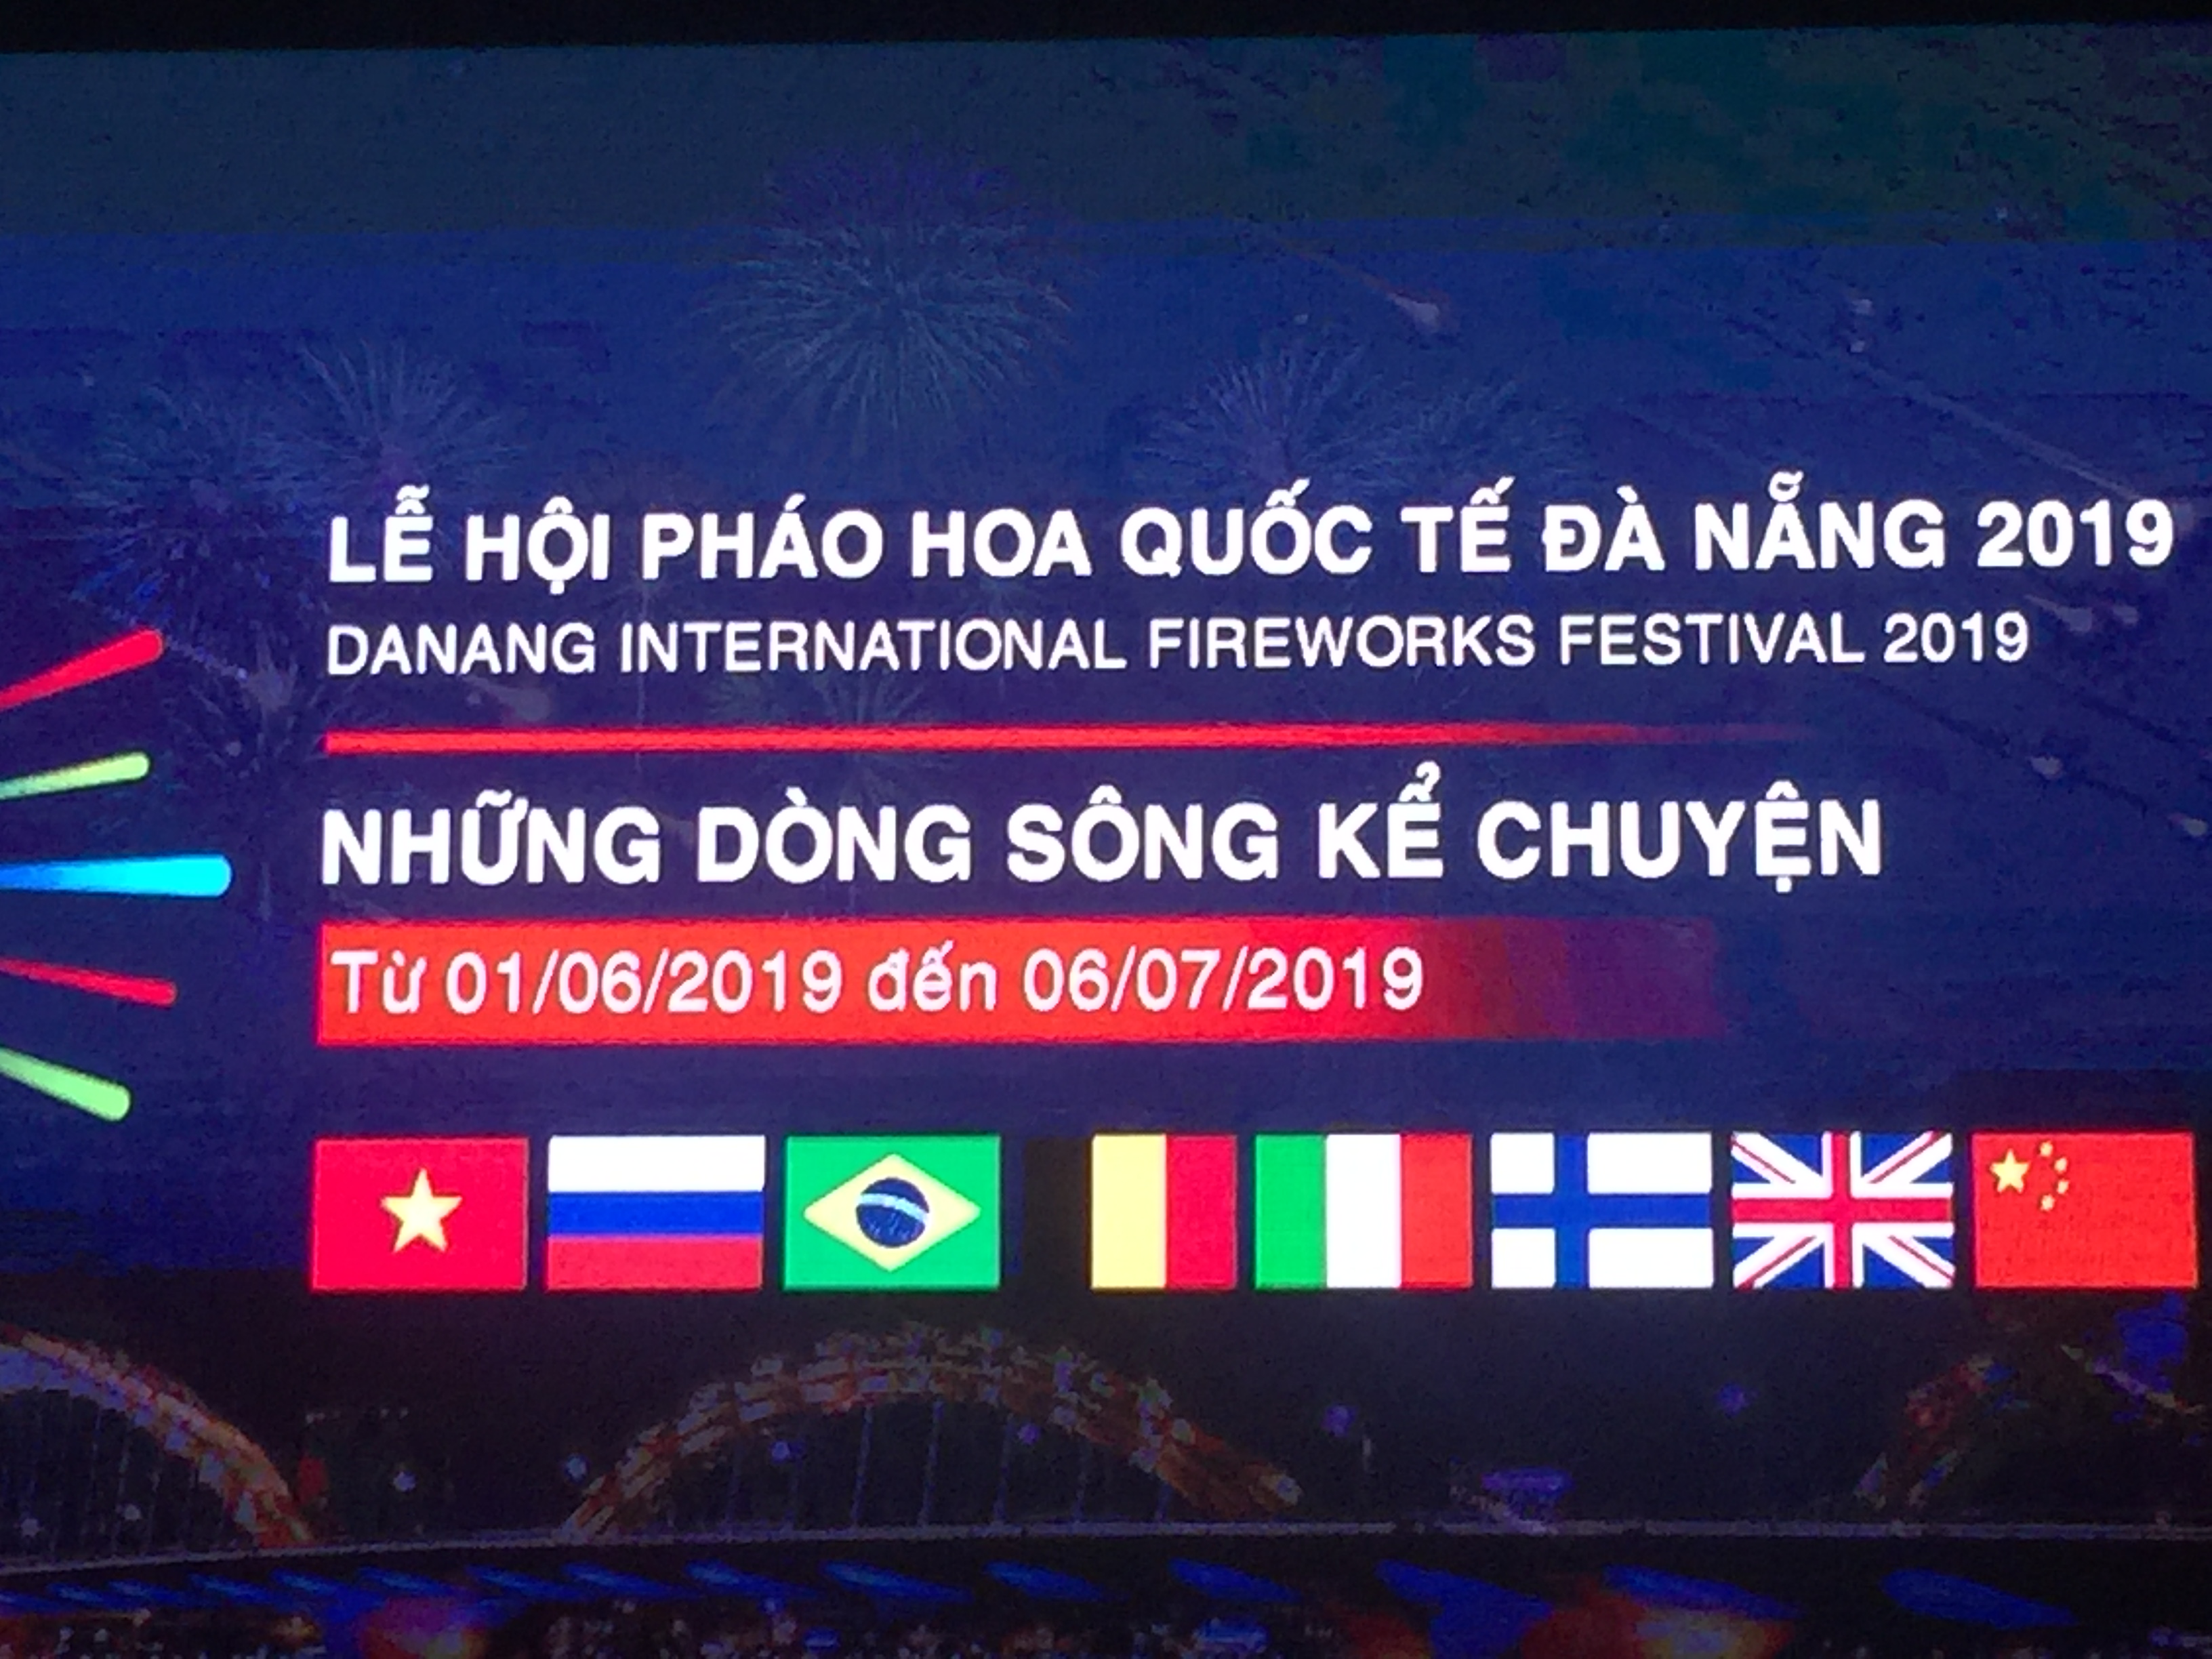 LỄ HỘI PHÁO HOA QUỐC TẾ ĐÀ NẴNG 2019
DANANG INTERNATIONAL FIREWORKS FESTIVAL 2019
NHỮNG DÒNG SÔNG KỂ CHUYỆN
Từ 01/06/2019 đến 06/07/2019